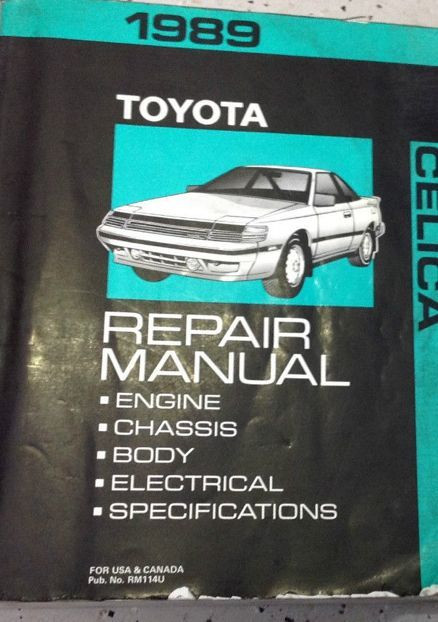 1989
TOYOTA
CELICA
REPAIR
MANUAL
▪ ENGINE
▪ CHASSIS
▪ BODY
▪ ELECTRICAL
▪ SPECIFICATIONS
FOR USA & CANADA
Pub. No. RM114U